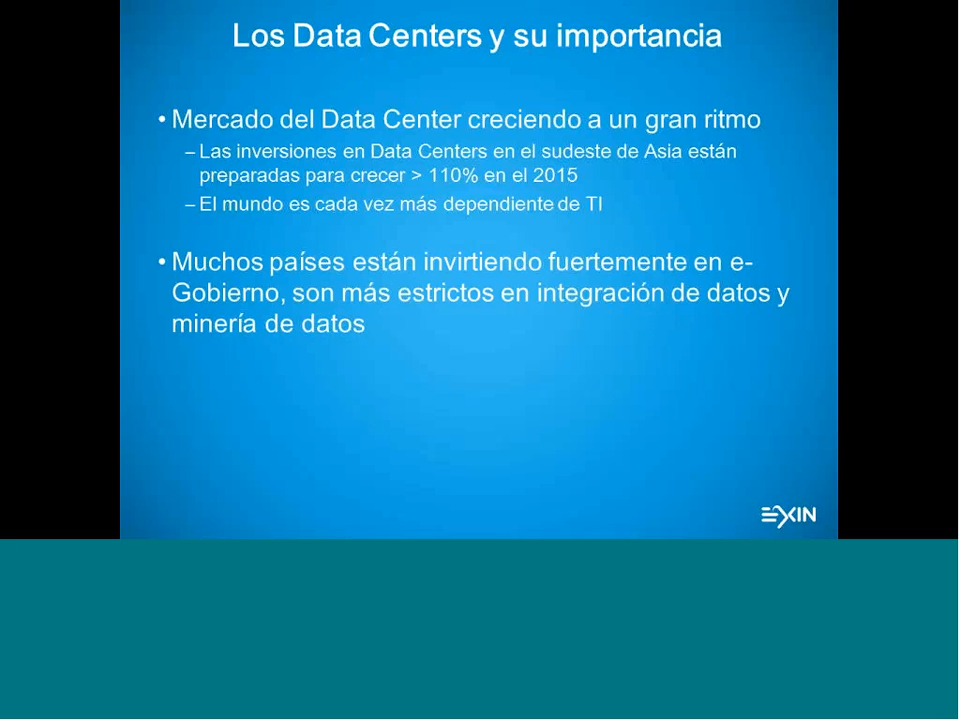 Los Data Centers y su importancia
• Mercado del Data Center creciendo a un gran ritmo
– Las inversiones en Data Centers en el sudeste de Asia están
preparadas para crecer > 110% en el 2015
– El mundo es cada vez más dependiente de TI
• Muchos países están invirtiendo fuertemente en e-
Gobierno, son más estrictos en integración de datos y
minería de datos
EXIN